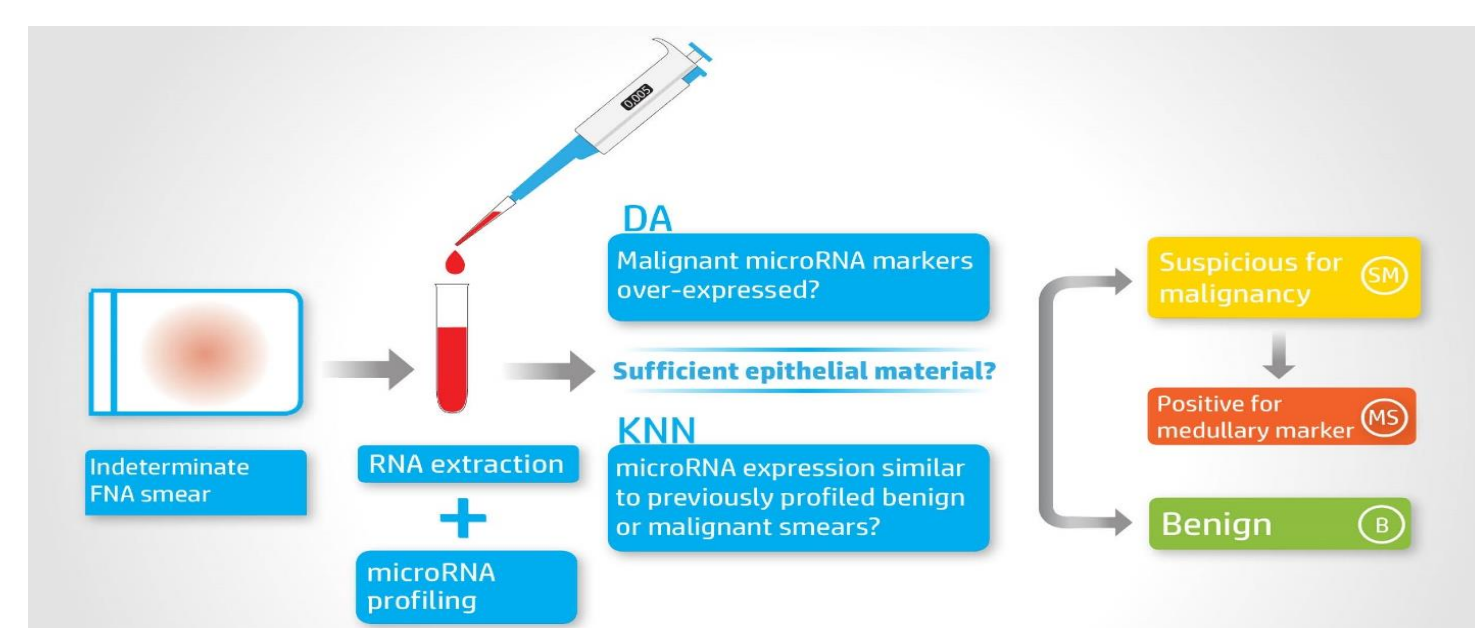 0,005
Indeterminate
FNA smear
RNA extraction
+
microRNA
profiling
DA
Malignant microRNA markers
over-expressed?
Sufficient epithelial material?
KNN
microRNA expression similar
to previously profiled benign
or malignant smears?
Suspicious for
malignancy
SM
Positive for
medullary marker
MS
Benign
B